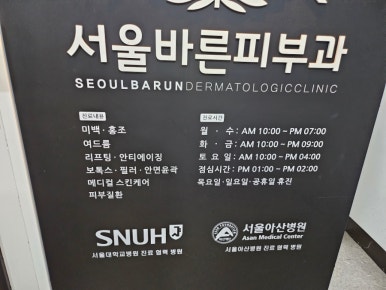 서울바른피부과
SEOULBARUNDERMATOLOGICCLINIC
진료내용
미백 · 홍조
여드름
리프팅 · 안티에이징
보톡스 · 필러 · 안면윤곽
메디컬 스킨케어
피부질환
진료시간
월 · 수 : AM 10:00 ~ PM 07:00
화 · 금 : AM 10:00 ~ PM 09:00
토 요 일 : AM 10:00 ~ PM 04:00
점심시간 : PM 01:00 ~ PM 02:00
목요일·일요일·공휴일 휴진
SNUH
서울대학교병원 진료 협력 병원
서울아산병원
Asan Medical Center
서울아산병원 진료 협력 병원